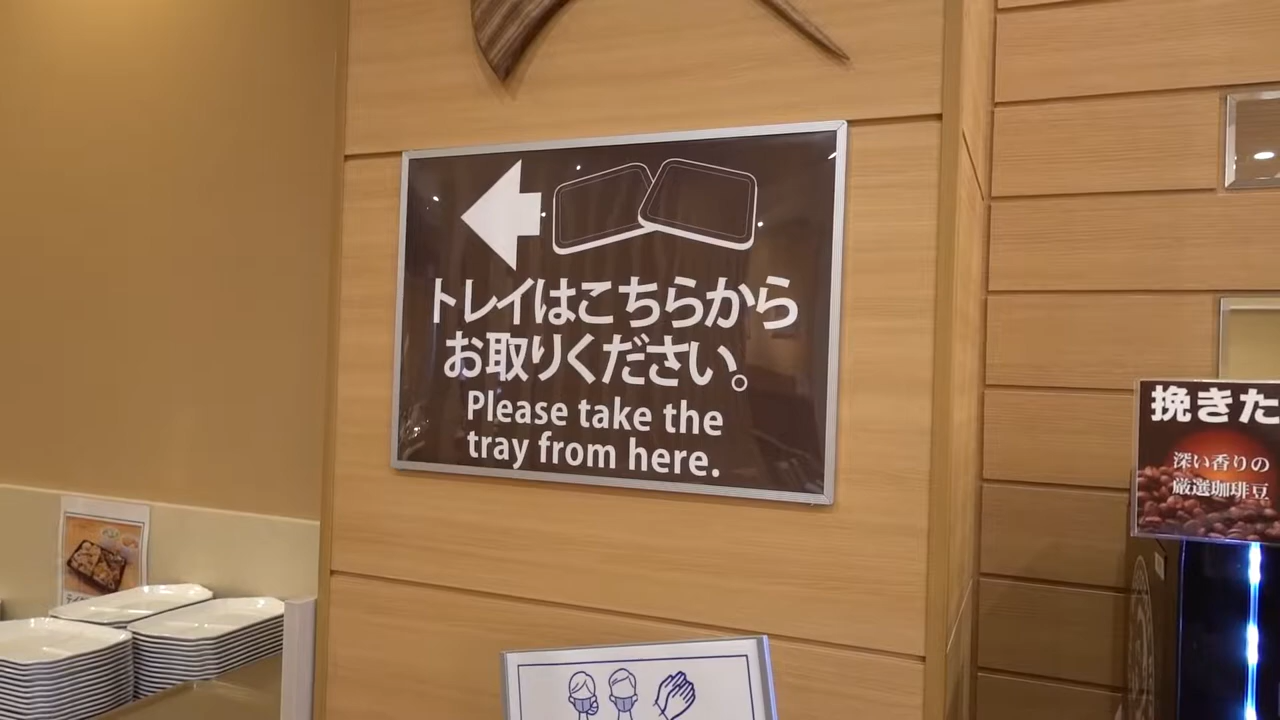 トレイはこちらから
お取りください。
Please take the
tray from here.
挽きた
深い香りの
厳選珈琲豆